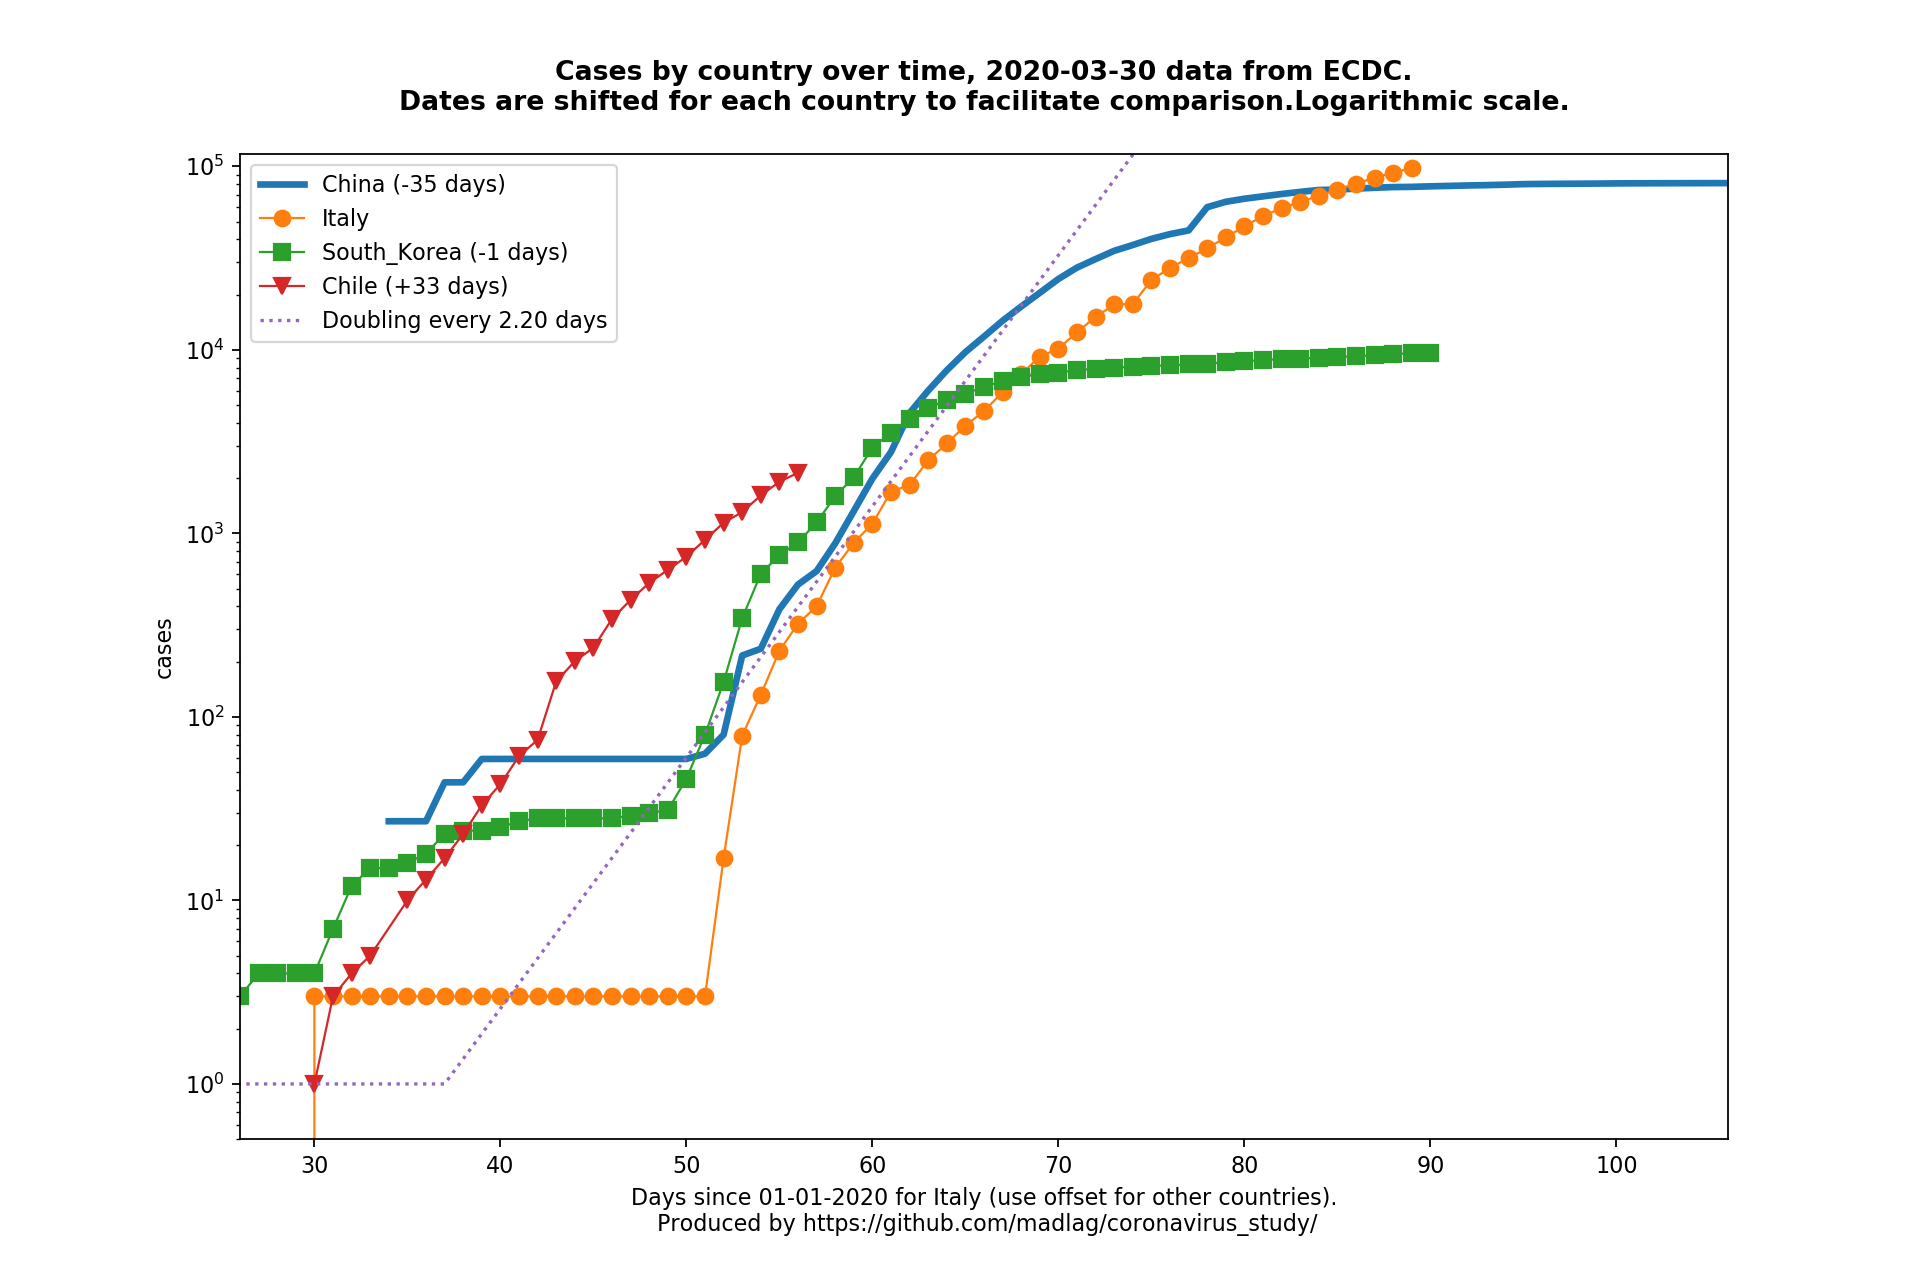 Cases by country over time, 2020-03-30 data from ECDC.
Dates are shifted for each country to facilitate comparison.Logarithmic scale.
China (-35 days)
Italy
South_Korea (-1 days)
Chile (+33 days)
Doubling every 2.20 days
10⁵
10⁴
10³
10²
10¹
10⁰
cases
30 40 50 60 70 80 90 100
Days since 01-01-2020 for Italy (use offset for other countries).
Produced by https://github.com/madlag/coronavirus_study/